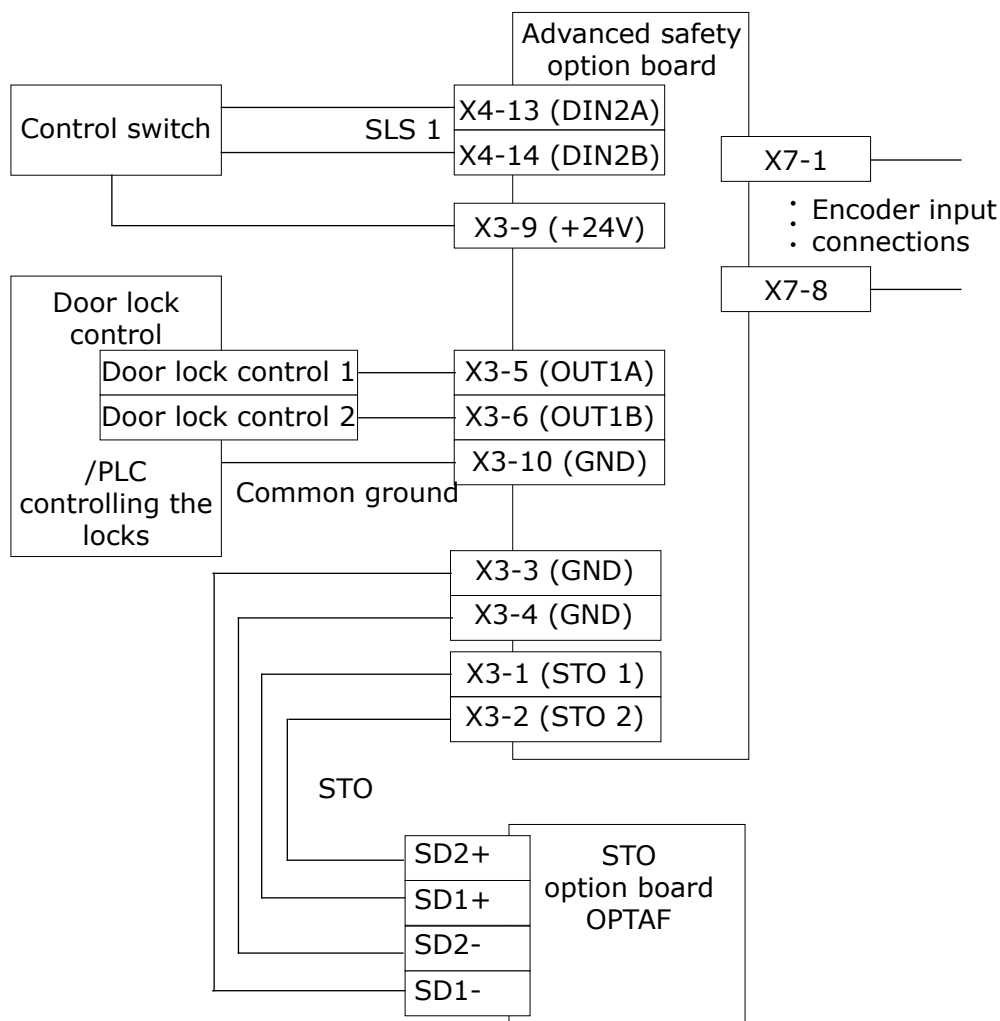 Advanced safety
option board
Control switch
SLS 1
X4-13 (DIN2A)
X4-14 (DIN2B)
X3-9 (+24V)
X7-1
Encoder input
connections
X7-8
Door lock
control
Door lock control 1
Door lock control 2
/PLC
controlling the
locks
X3-5 (OUT1A)
X3-6 (OUT1B)
X3-10 (GND)
Common ground
X3-3 (GND)
X3-4 (GND)
X3-1 (STO 1)
X3-2 (STO 2)
STO
SD2+
SD1+
SD2-
SD1-
STO
option board
OPTAF